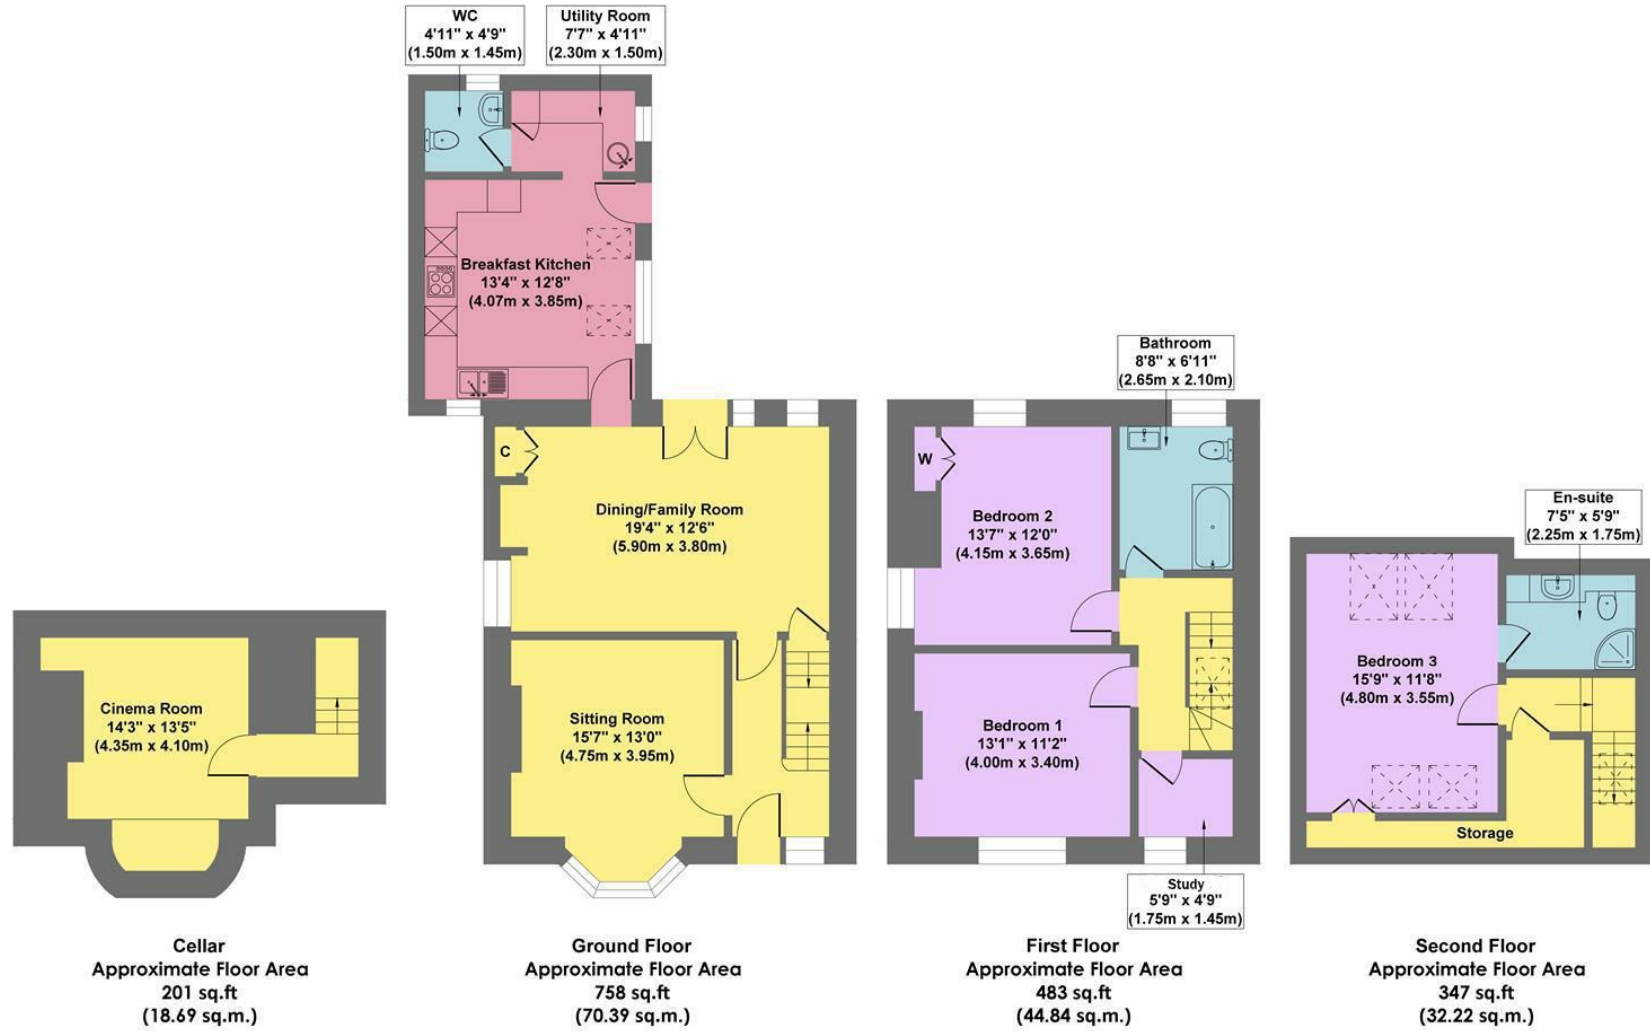 WC
4'11" x 4'9"
(1.50m x 1.45m)
Utility Room
7'7" x 4'11"
(2.30m x 1.50m)
Breakfast Kitchen
13'4" x 12'8"
(4.07m x 3.85m)
C
Dining/Family Room
19'4" x 12'6"
(5.90m x 3.80m)
Sitting Room
15'7" x 13'0"
(4.75m x 3.95m)
Cinema Room
14'3" x 13'5"
(4.35m x 4.10m)
Bathroom
8'8" x 6'11"
(2.65m x 2.10m)
W
Bedroom 2
13'7" x 12'0"
(4.15m x 3.65m)
Bedroom 1
13'1" x 11'2"
(4.00m x 3.40m)
Study
5'9" x 4'9"
(1.75m x 1.45m)
En-suite
7'5" x 5'9"
(2.25m x 1.75m)
Bedroom 3
15'9" x 11'8"
(4.80m x 3.55m)
Storage
Cellar
Approximate Floor Area
201 sq.ft
(18.69 sq.m.)
Ground Floor
Approximate Floor Area
758 sq.ft
(70.39 sq.m.)
First Floor
Approximate Floor Area
483 sq.ft
(44.84 sq.m.)
Second Floor
Approximate Floor Area
347 sq.ft
(32.22 sq.m.)